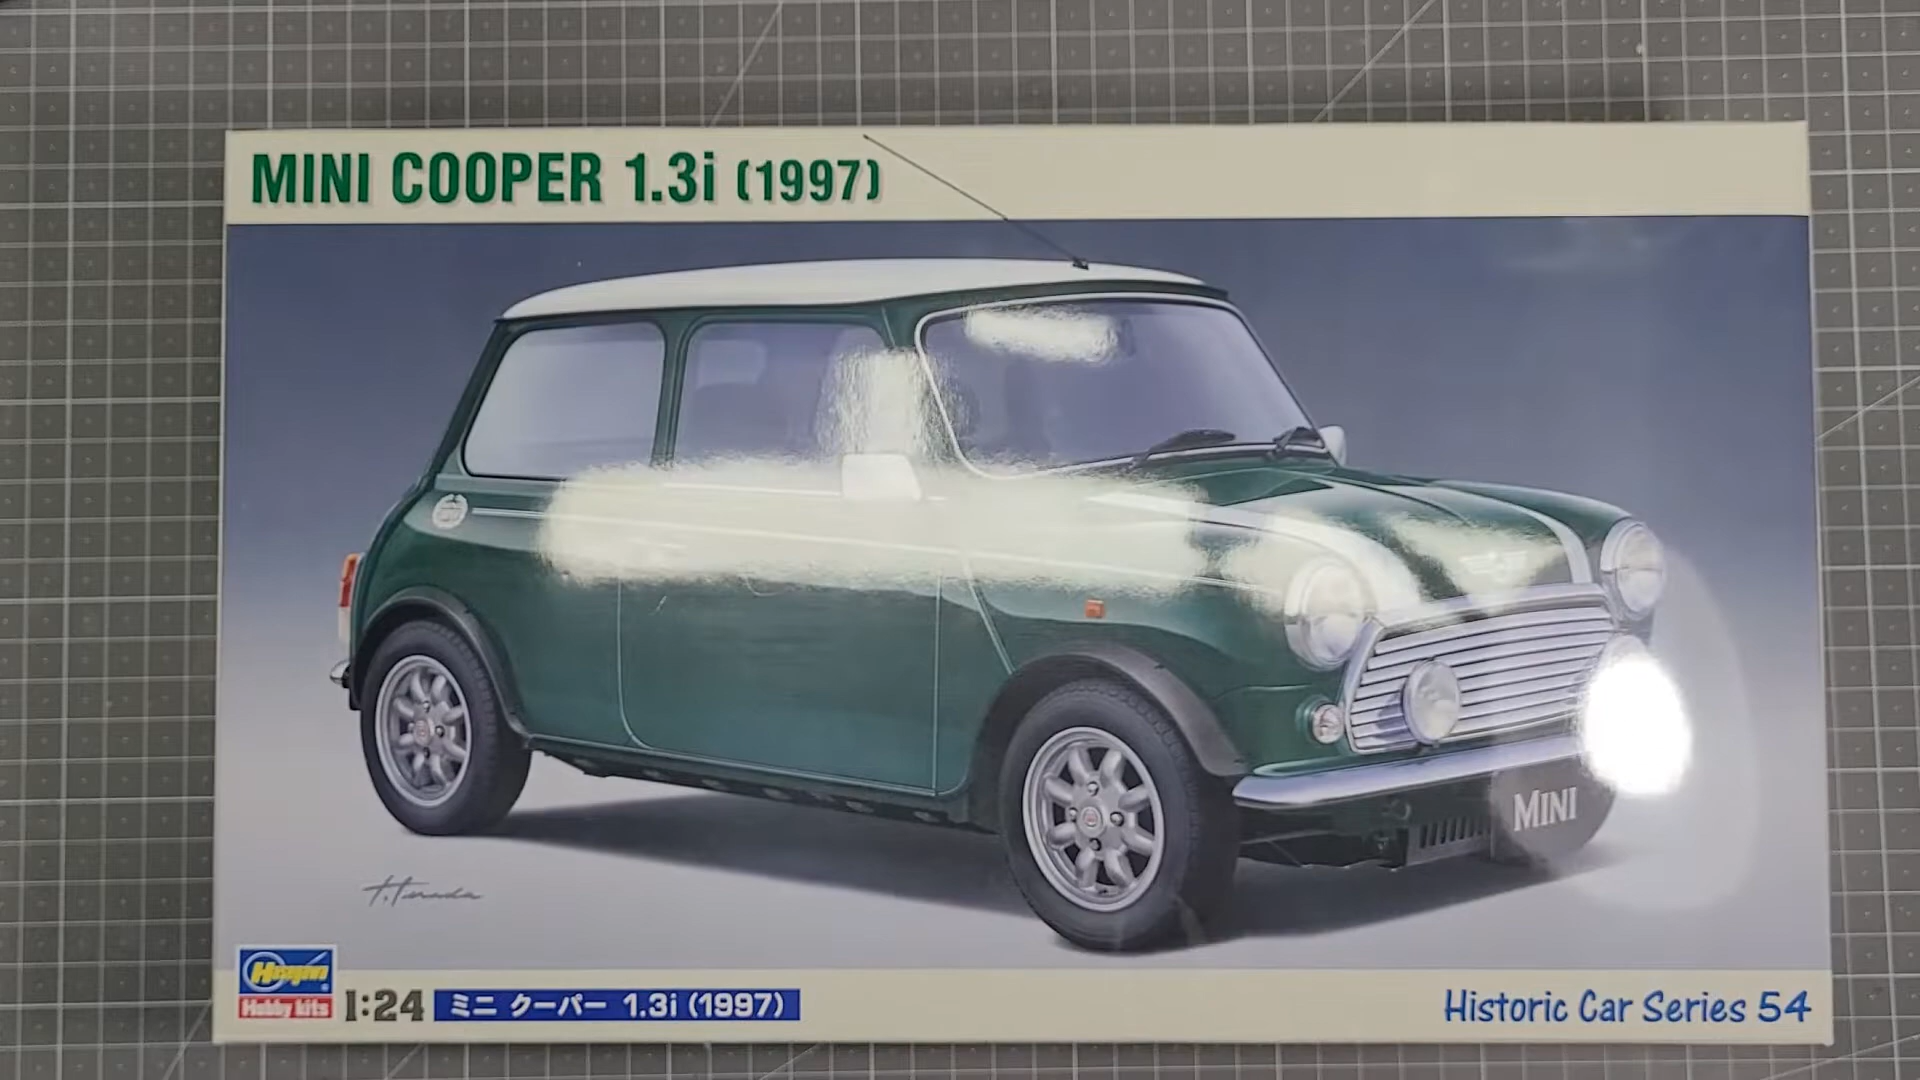 MINI COOPER 1.3i (1997)
MINI
Hobby kits
1:24
ミニ クーパー 1.3i (1997)
Historic Car Series 54